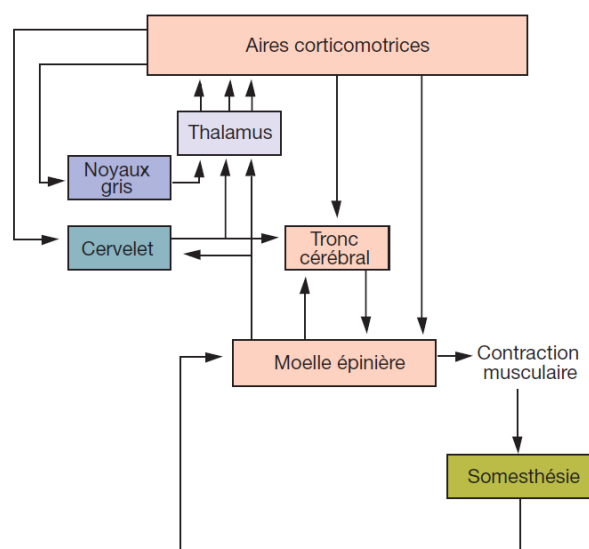 Aires corticomotrices
Thalamus
Noyaux
gris
Cervelet
Tronc
cérébral
Moelle épinière
Contraction
musculaire
Somesthésie